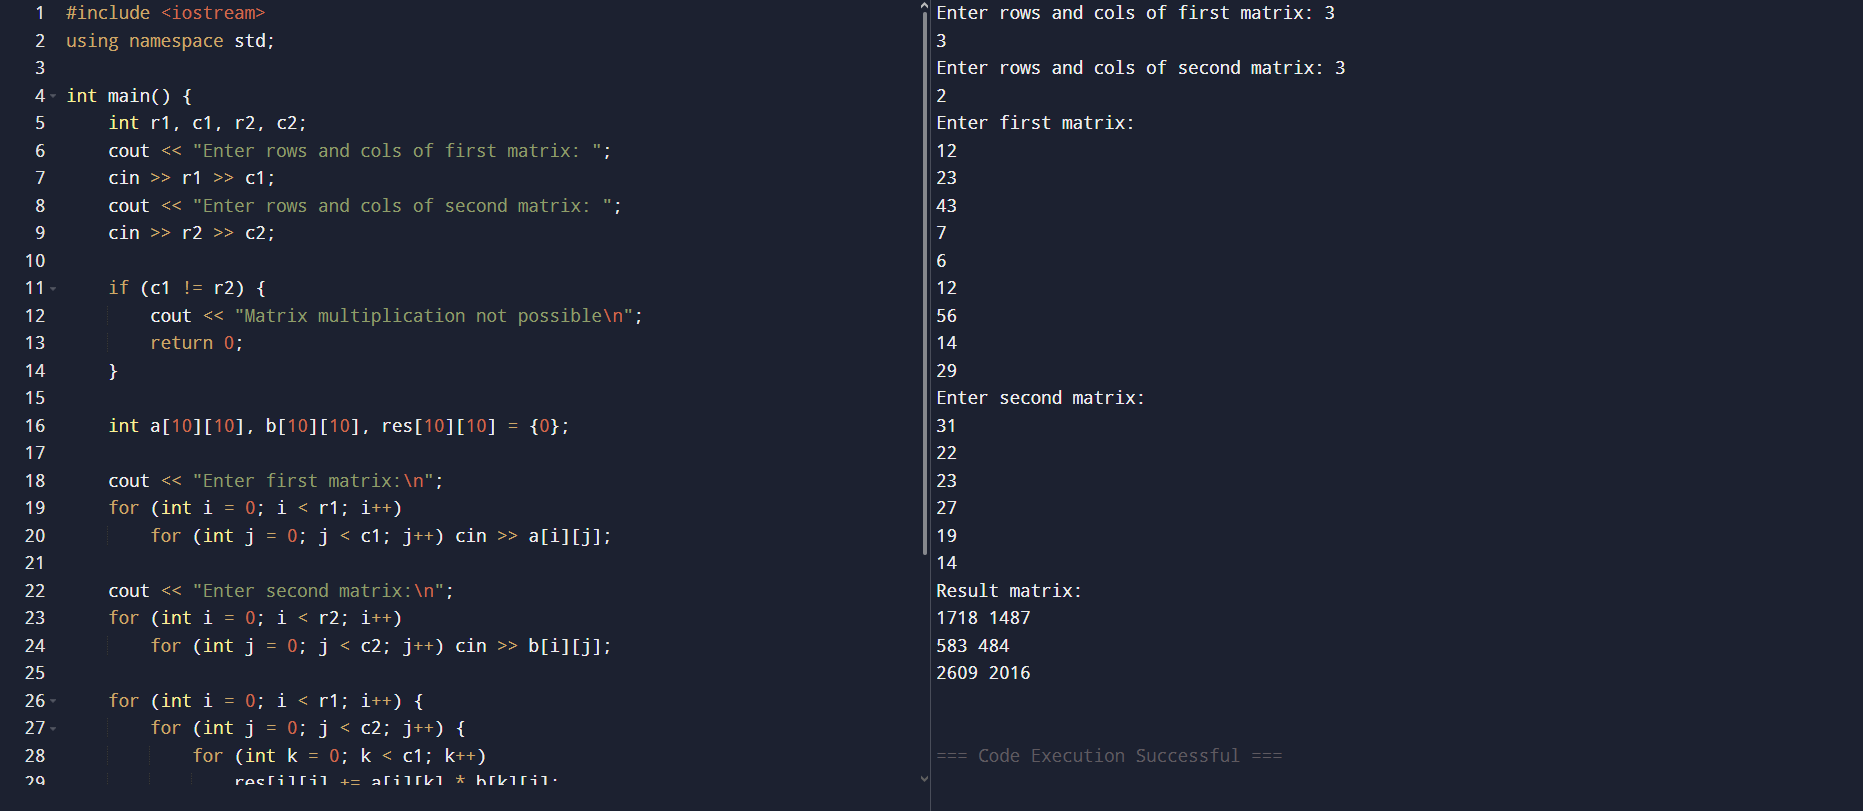 1 #include <iostream>
2 using namespace std;
3
4 int main() {
5     int r1, c1, r2, c2;
6     cout << "Enter rows and cols of first matrix: ";
7     cin >> r1 >> c1;
8     cout << "Enter rows and cols of second matrix: ";
9     cin >> r2 >> c2;
10
11     if (c1 != r2) {
12         cout << "Matrix multiplication not possible\n";
13         return 0;
14     }
15
16     int a[10][10], b[10][10], res[10][10] = {0};
17
18     cout << "Enter first matrix:\n";
19     for (int i = 0; i < r1; i++)
20         for (int j = 0; j < c1; j++) cin >> a[i][j];
21
22     cout << "Enter second matrix:\n";
23     for (int i = 0; i < r2; i++)
24         for (int j = 0; j < c2; j++) cin >> b[i][j];
25
26     for (int i = 0; i < r1; i++) {
27         for (int j = 0; j < c2; j++) {
28             for (int k = 0; k < c1; k++)
29                 res[i][j] += a[i][k] * b[k][j];
Enter rows and cols of first matrix: 3
3
Enter rows and cols of second matrix: 3
2
Enter first matrix:
12
23
43
7
6
12
56
14
29
Enter second matrix:
31
22
23
27
19
14
Result matrix:
1718 1487
583 484
2609 2016
=== Code Execution Successful ===